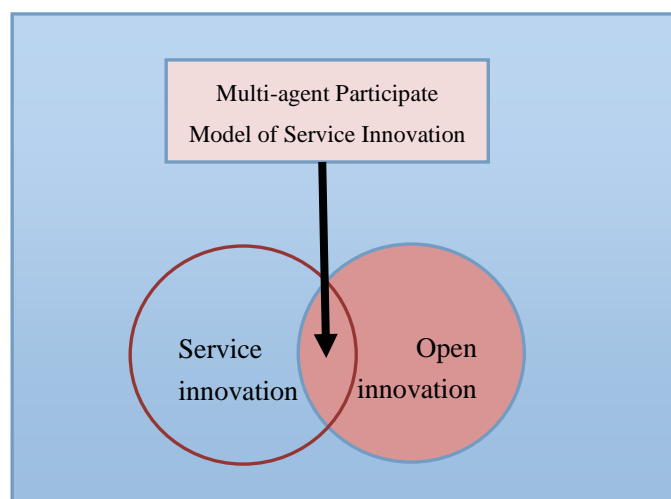 Multi-agent Participate
Model of Service Innovation
Service
innovation
Open
innovation